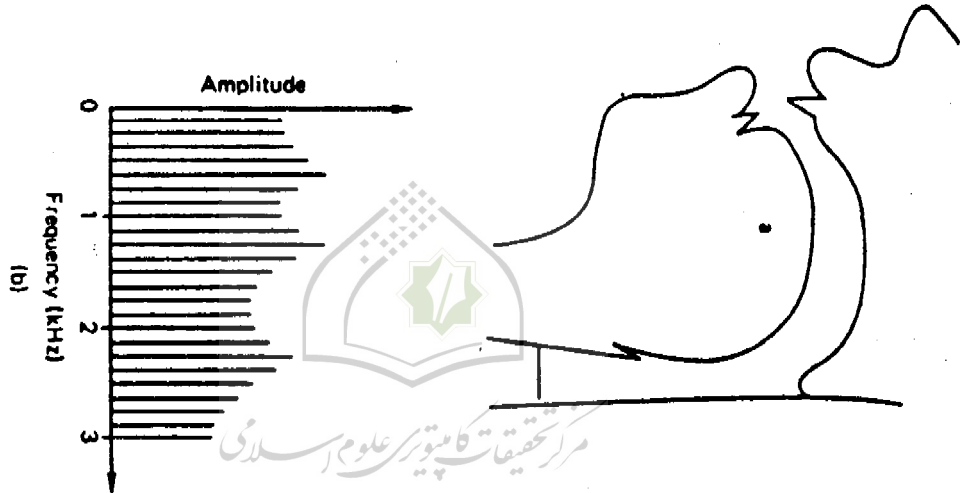 Amplitude
0
1
2
3
Frequency (kHz)
(b)
a
مرکز تحقیقات کامپیوتری علوم اسلامی